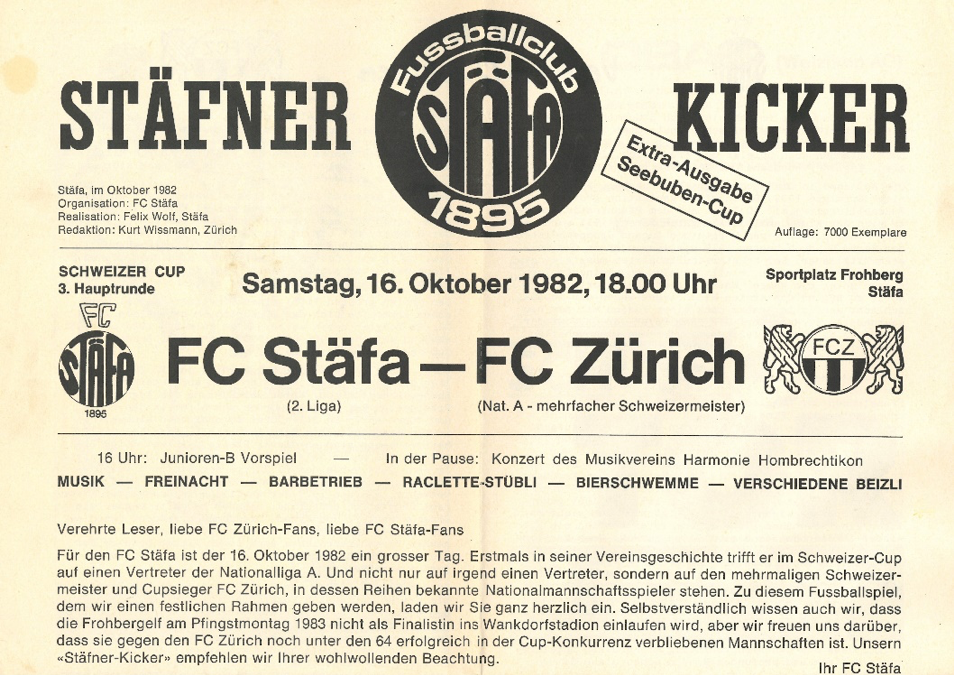 STÄFNER
Fussballclub
STÄFA
1895
KICKER
Extra-Ausgabe
Seebuben-Cup
Stäfa, im Oktober 1982
Organisation: FC Stäfa
Realisation: Felix Wolf, Stäfa
Redaktion: Kurt Wissmann, Zürich
Auflage: 7000 Exemplare
SCHWEIZER CUP
3. Hauptrunde
Samstag, 16. Oktober 1982, 18.00 Uhr
Sportplatz Frohberg
Stäfa
FC
STÄFA
1895
FC Stäfa — FC Zürich
FCZ
(2. Liga)
(Nat. A - mehrfacher Schweizermeister)
16 Uhr: Junioren-B Vorspiel — In der Pause: Konzert des Musikvereins Harmonie Hombrechtikon
MUSIK — FREINACHT — BARBETRIEB — RACLETTE-STÜBLI — BIERSCHWEMME — VERSCHIEDENE BEIZLI
Verehrte Leser, liebe FC Zürich-Fans, liebe FC Stäfa-Fans
Für den FC Stäfa ist der 16. Oktober 1982 ein grosser Tag. Erstmals in seiner Vereinsgeschichte trifft er im Schweizer-Cup
auf einen Vertreter der Nationalliga A. Und nicht nur auf irgend einen Vertreter, sondern auf den mehrmaligen Schweizer-
meister und Cupsieger FC Zürich, in dessen Reihen bekannte Nationalmannschaftsspieler stehen. Zu diesem Fussballspiel,
dem wir einen festlichen Rahmen geben werden, laden wir Sie ganz herzlich ein. Selbstverständlich wissen auch wir, dass
die Frohbergelf am Pfingstmontag 1983 nicht als Finalistin ins Wankdorfstadion einlaufen wird, aber wir freuen uns darüber,
dass sie gegen den FC Zürich noch unter den 64 erfolgreich in der Cup-Konkurrenz verbliebenen Mannschaften ist. Unsern
«Stäfner-Kicker» empfehlen wir Ihrer wohlwollenden Beachtung.
Ihr FC Stäfa